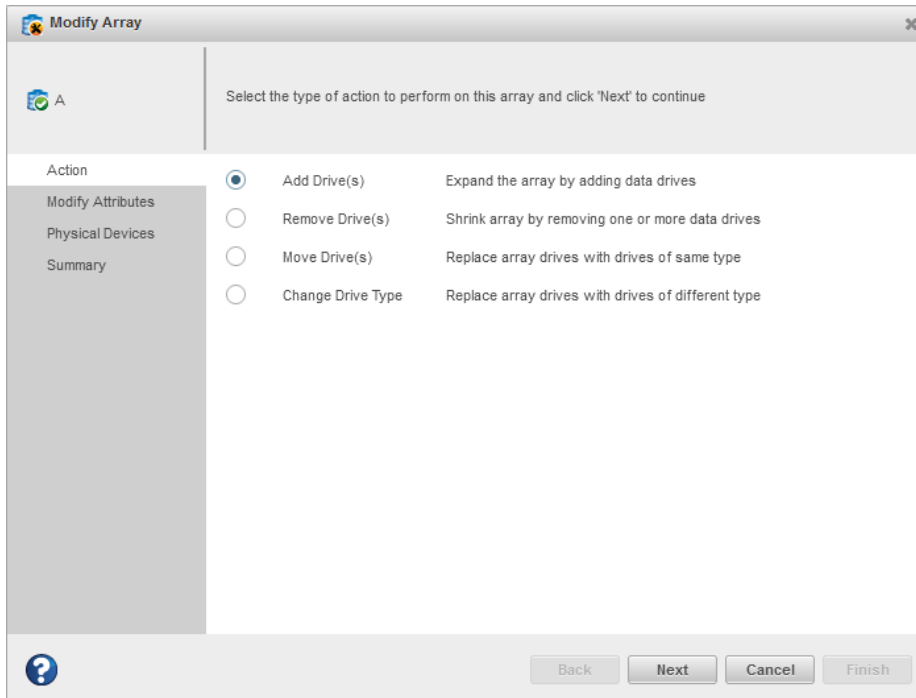 Modify Array
A
Select the type of action to perform on this array and click 'Next' to continue
Action
Modify Attributes
Physical Devices
Summary
Add Drive(s) Expand the array by adding data drives
Remove Drive(s) Shrink array by removing one or more data drives
Move Drive(s) Replace array drives with drives of same type
Change Drive Type Replace array drives with drives of different type
? Back Next Cancel Finish